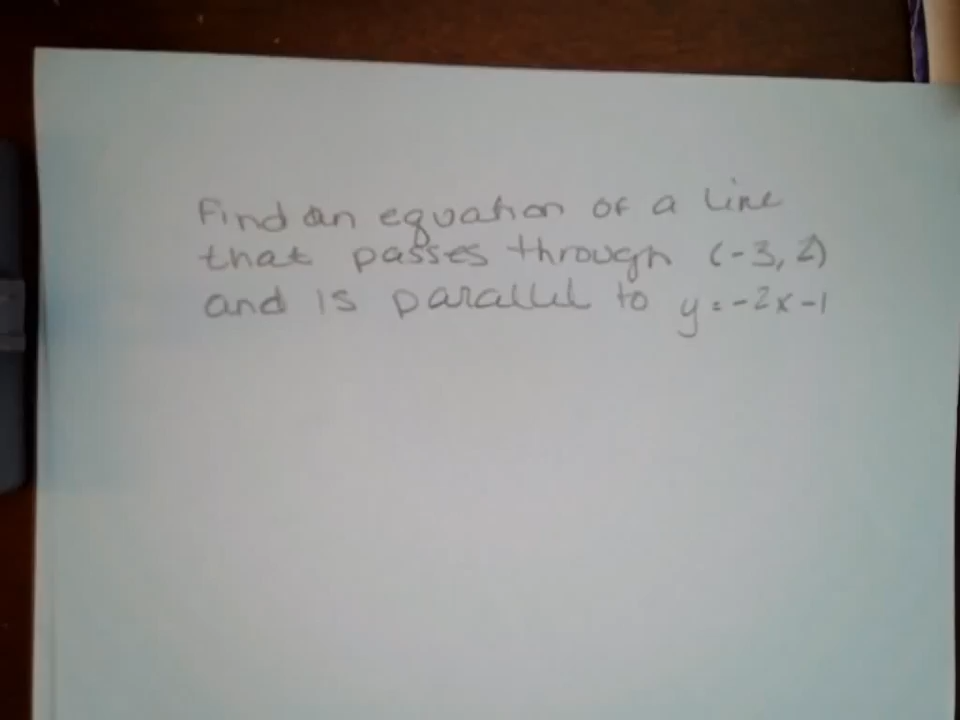 Find an equation of a line
that passes through (-3, 2)
and is parallel to y = -2x - 1